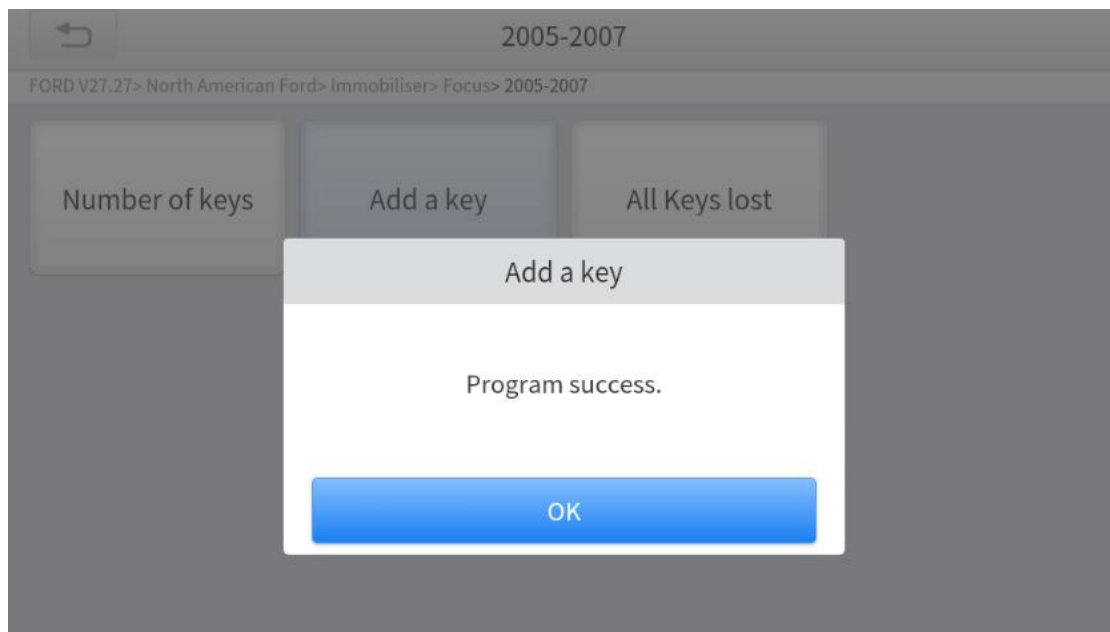 2005-2007
FORD V27.27> North American Ford> Immobiliser> Focus> 2005-2007
Number of keys
Add a key
All Keys lost
Add a key
Program success.
OK